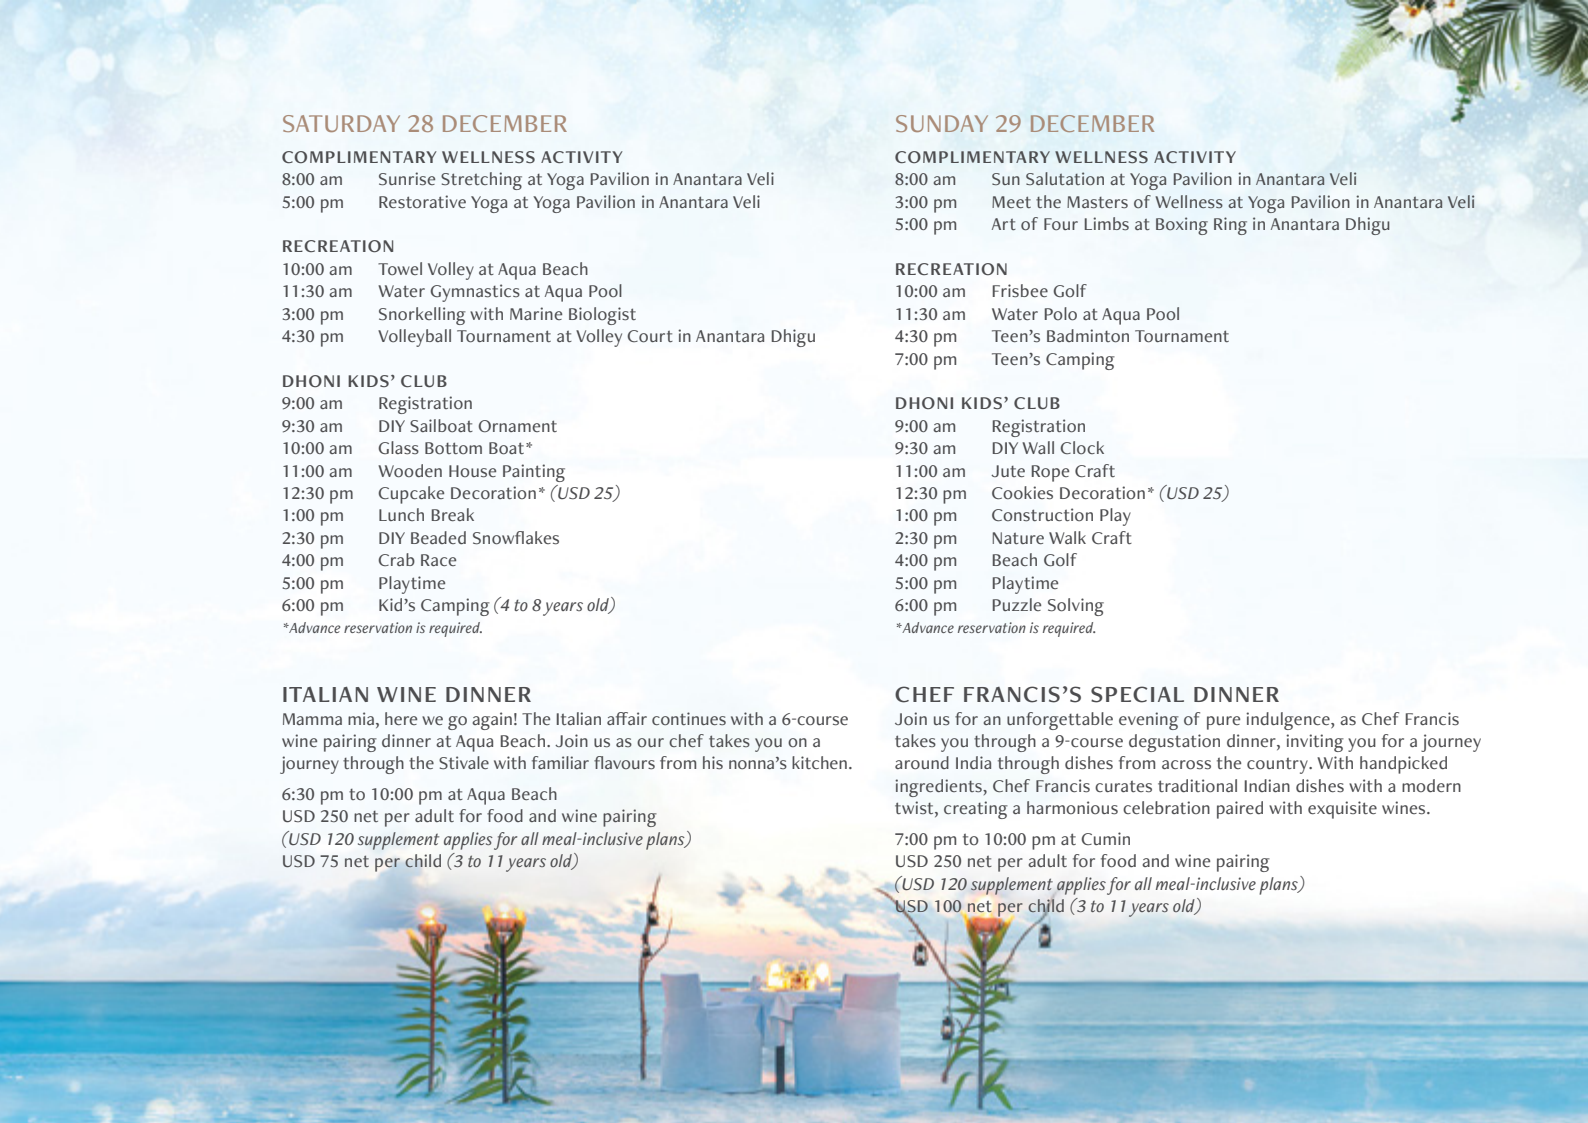 SATURDAY 28 DECEMBER
COMPLIMENTARY WELLNESS ACTIVITY
8:00 am Sunrise Stretching at Yoga Pavilion in Anantara Veli
5:00 pm Restorative Yoga at Yoga Pavilion in Anantara Veli
RECREATION
10:00 am Towel Volley at Aqua Beach
11:30 am Water Gymnastics at Aqua Pool
3:00 pm Snorkelling with Marine Biologist
4:30 pm Volleyball Tournament at Volley Court in Anantara Dhigu
DHONI KIDS’ CLUB
9:00 am Registration
9:30 am DIY Sailboat Ornament
10:00 am Glass Bottom Boat*
11:00 am Wooden House Painting
12:30 pm Cupcake Decoration* (USD 25)
1:00 pm Lunch Break
2:30 pm DIY Beaded Snowflakes
4:00 pm Crab Race
5:00 pm Playtime
6:00 pm Kid’s Camping (4 to 8 years old)
*Advance reservation is required.
ITALIAN WINE DINNER
Mamma mia, here we go again! The Italian affair continues with a 6-course
wine pairing dinner at Aqua Beach. Join us as our chef takes you on a
journey through the Stivale with familiar flavours from his nonna’s kitchen.
6:30 pm to 10:00 pm at Aqua Beach
USD 250 net per adult for food and wine pairing
(USD 120 supplement applies for all meal-inclusive plans)
USD 75 net per child (3 to 11 years old)
SUNDAY 29 DECEMBER
COMPLIMENTARY WELLNESS ACTIVITY
8:00 am Sun Salutation at Yoga Pavilion in Anantara Veli
3:00 pm Meet the Masters of Wellness at Yoga Pavilion in Anantara Veli
5:00 pm Art of Four Limbs at Boxing Ring in Anantara Dhigu
RECREATION
10:00 am Frisbee Golf
11:30 am Water Polo at Aqua Pool
4:30 pm Teen’s Badminton Tournament
7:00 pm Teen’s Camping
DHONI KIDS’ CLUB
9:00 am Registration
9:30 am DIY Wall Clock
11:00 am Jute Rope Craft
12:30 pm Cookies Decoration* (USD 25)
1:00 pm Construction Play
2:30 pm Nature Walk Craft
4:00 pm Beach Golf
5:00 pm Playtime
6:00 pm Puzzle Solving
*Advance reservation is required.
CHEF FRANCIS’S SPECIAL DINNER
Join us for an unforgettable evening of pure indulgence, as Chef Francis
takes you through a 9-course degustation dinner, inviting you for a journey
around India through dishes from across the country. With handpicked
ingredients, Chef Francis curates traditional Indian dishes with a modern
twist, creating a harmonious celebration paired with exquisite wines.
7:00 pm to 10:00 pm at Cumin
USD 250 net per adult for food and wine pairing
(USD 120 supplement applies for all meal-inclusive plans)
USD 100 net per child (3 to 11 years old)